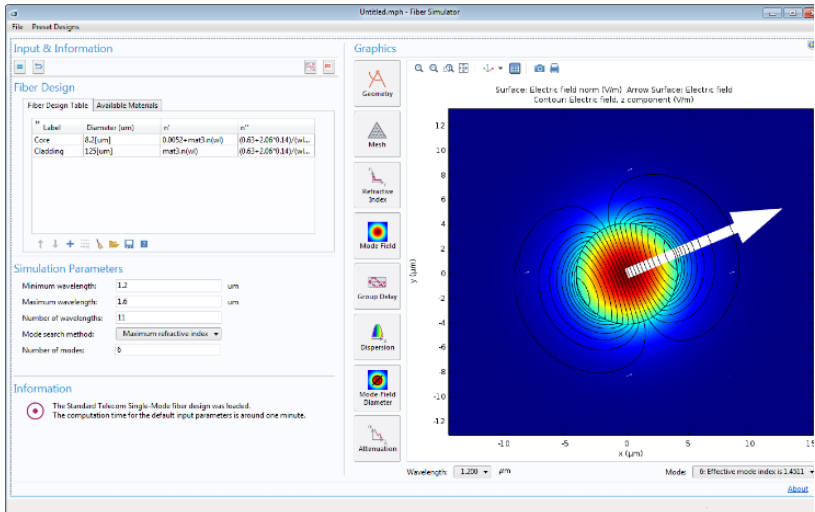 Untitled.mph - Fiber Simulator
File Preset Designs
Input & Information
Fiber Design
Fiber Design Table Available Materials
Label Diameter (um) n' n''
Core 8.2[um] 0.0052+mat3.n(wl) (0.63+2.06*0.14)/(wl...
Cladding 125[um] mat3.n(wl) (0.63+2.06*0.14)/(wl...
Simulation Parameters
Minimum wavelength: 1.2 um
Maximum wavelength: 1.6 um
Number of wavelengths: 11
Mode search method: Maximum refractive index
Number of modes: 6
Information
The Standard Telecom Single-Mode fiber design was loaded.
The computation time for the default input parameters is around one minute.
Graphics
Geometry
Mesh
Refractive
Index
Mode Field
Group Delay
Dispersion
Mode-Field
Diameter
Attenuation
Surface: Electric field norm (V/m) Arrow Surface: Electric field
Contour: Electric field, z component (V/m)
12
10
8
6
4
2
0
-2
-4
-6
-8
-10
-12
y (µm)
-10 -5 0 5 10 15
x (µm)
Wavelength: 1.200 µm Mode: 6: Effective mode index is 1.4511
About